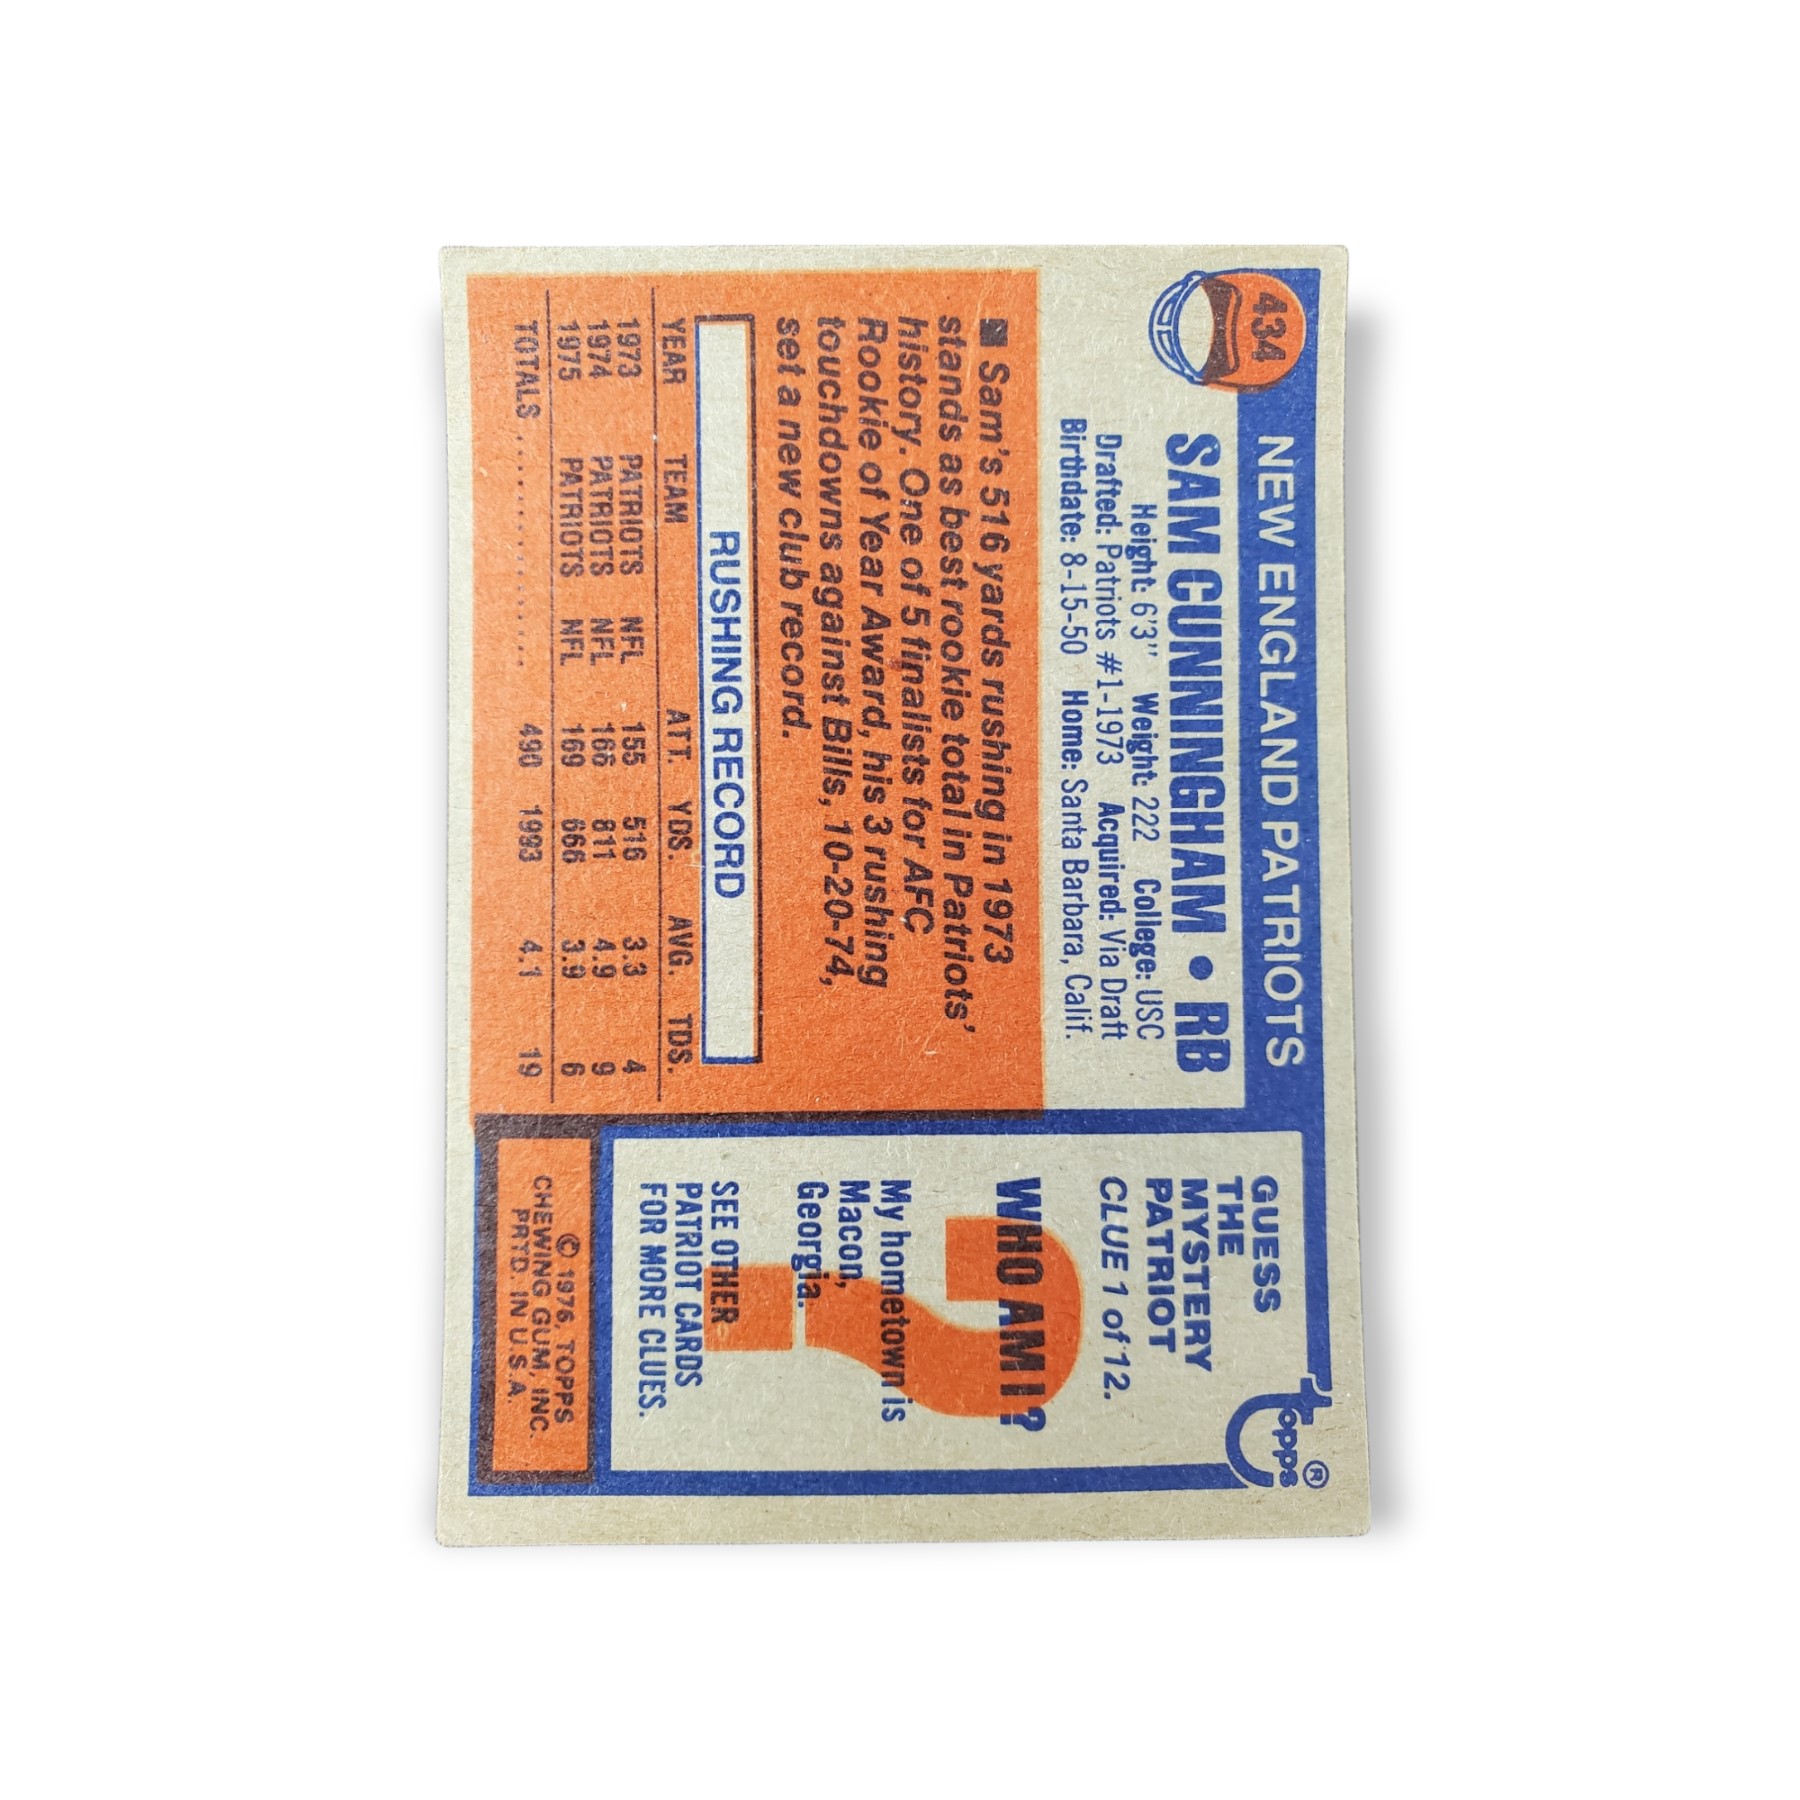 434
NEW ENGLAND PATRIOTS
SAM CUNNINGHAM • RB
Height: 6'3" Weight: 222 College: USC
Drafted: Patriots #1-1973 Acquired: Via Draft
Birthdate: 8-15-50 Home: Santa Barbara, Calif.
■ Sam's 516 yards rushing in 1973
stands as best rookie total in Patriots'
history. One of 5 finalists for AFC
Rookie of Year Award, his 3 rushing
touchdowns against Bills, 10-20-74,
set a new club record.
RUSHING RECORD
YEAR TEAM ATT. YDS. AVG. TDS.
1973 PATRIOTS NFL 155 516 3.3 4
1974 PATRIOTS NFL 166 811 4.9 9
1975 PATRIOTS NFL 169 666 3.9 6
TOTALS .................... 490 1993 4.1 19
topps®
GUESS
THE
MYSTERY
PATRIOT
CLUE 1 of 12.
WHO AM I?
?
My hometown is
Macon,
Georgia.
SEE OTHER
PATRIOT CARDS
FOR MORE CLUES.
© 1976, TOPPS
CHEWING GUM, INC.
PRTD. IN U.S.A.